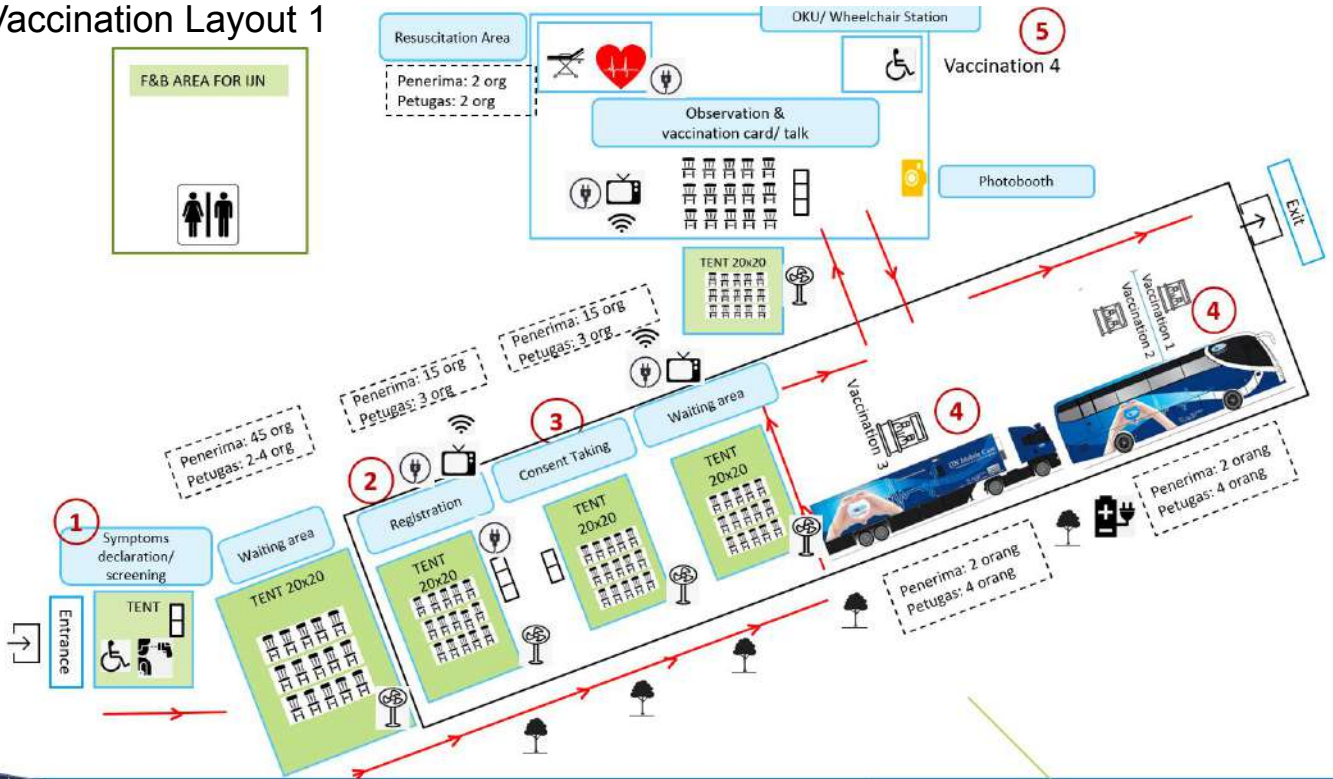 Vaccination Layout 1
F&B AREA FOR IJN
Resuscitation Area
Penerima: 2 org
Petugas: 2 org
OKU/ Wheelchair Station
5
Vaccination 4
Observation &
vaccination card/ talk
Photobooth
Exit
TENT 20x20
Penerima: 15 org
Petugas: 3 org
Penerima: 15 org
Petugas: 3 org
Penerima: 45 org
Petugas: 2-4 org
1
Symptoms
declaration/
screening
Entrance
TENT
Waiting area
TENT 20x20
2
Registration
TENT
20x20
3
Consent Taking
TENT
20x20
Waiting area
TENT
20x20
Vaccination 3
4
Vaccination 2
Vaccination 1
4
Penerima: 2 orang
Petugas: 4 orang
Penerima: 2 orang
Petugas: 4 orang